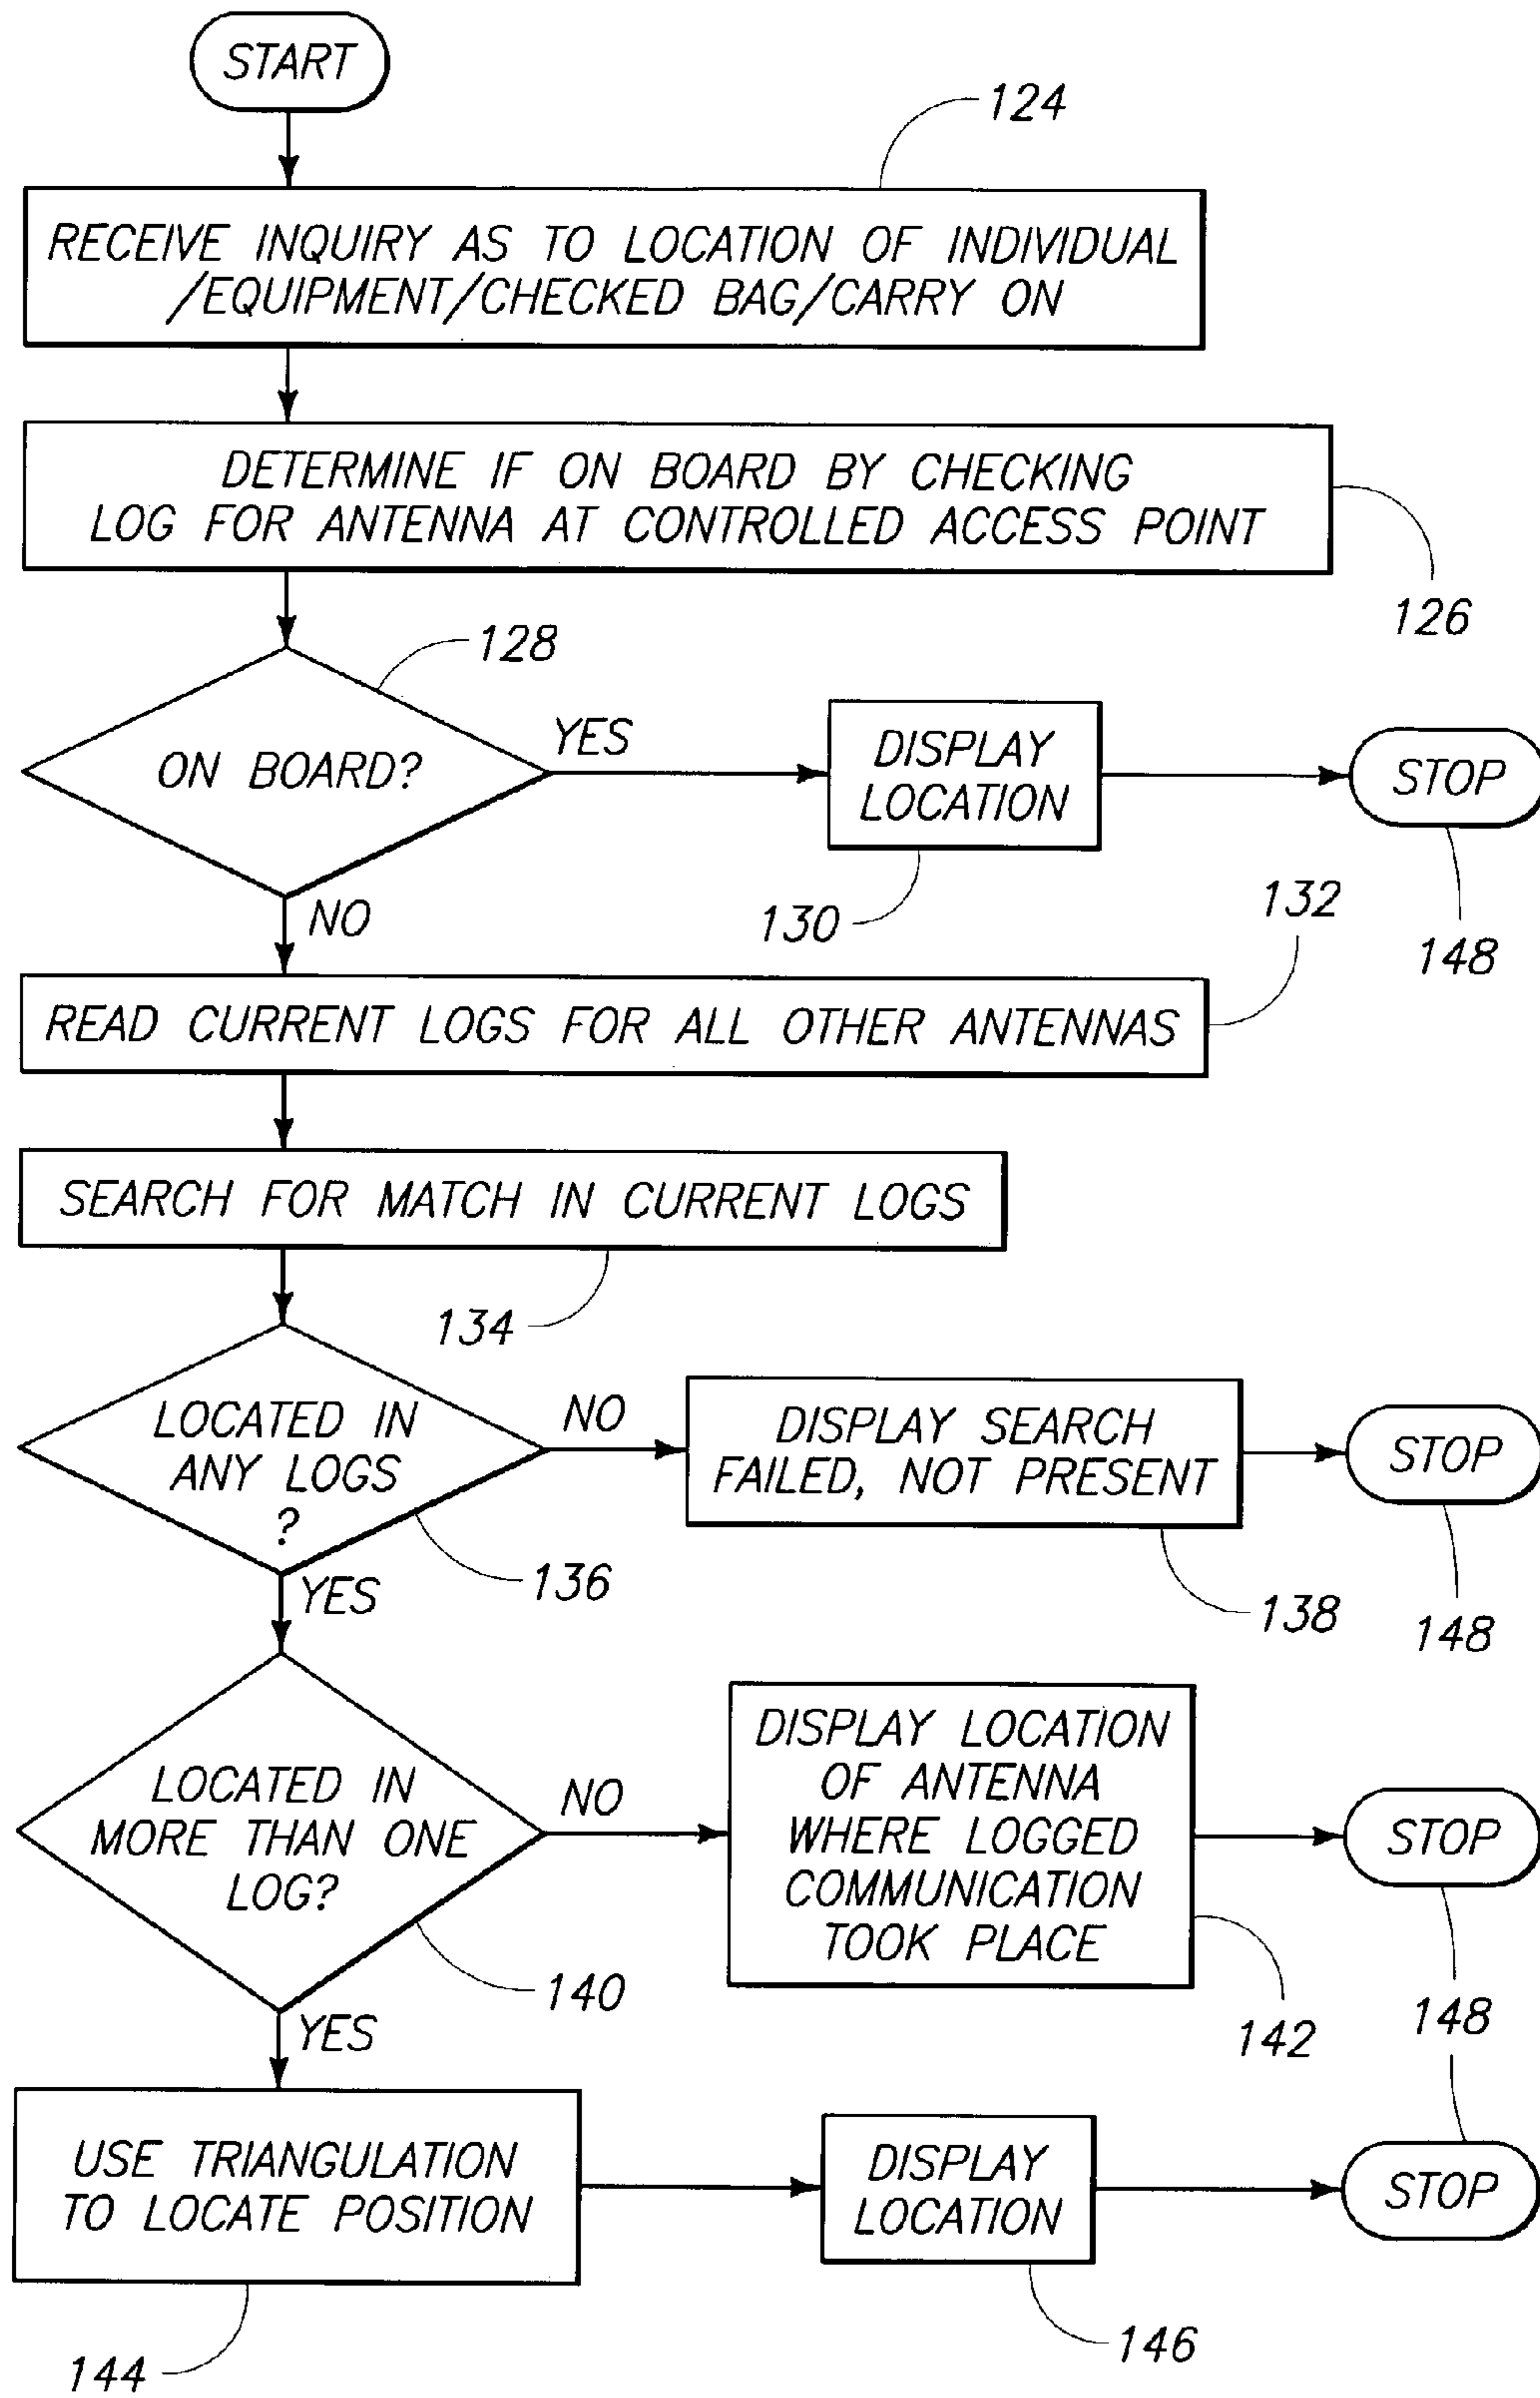 START
124
RECEIVE INQUIRY AS TO LOCATION OF INDIVIDUAL
/EQUIPMENT/CHECKED BAG/CARRY ON
DETERMINE IF ON BOARD BY CHECKING
LOG FOR ANTENNA AT CONTROLLED ACCESS POINT
126
128
ON BOARD?
YES
DISPLAY
LOCATION
STOP
130
148
NO
132
READ CURRENT LOGS FOR ALL OTHER ANTENNAS
SEARCH FOR MATCH IN CURRENT LOGS
134
LOCATED IN
ANY LOGS
?
NO
DISPLAY SEARCH
FAILED, NOT PRESENT
STOP
136
138
148
YES
LOCATED IN
MORE THAN ONE
LOG?
NO
DISPLAY LOCATION
OF ANTENNA
WHERE LOGGED
COMMUNICATION
TOOK PLACE
STOP
140
142
148
YES
USE TRIANGULATION
TO LOCATE POSITION
DISPLAY
LOCATION
STOP
144
146